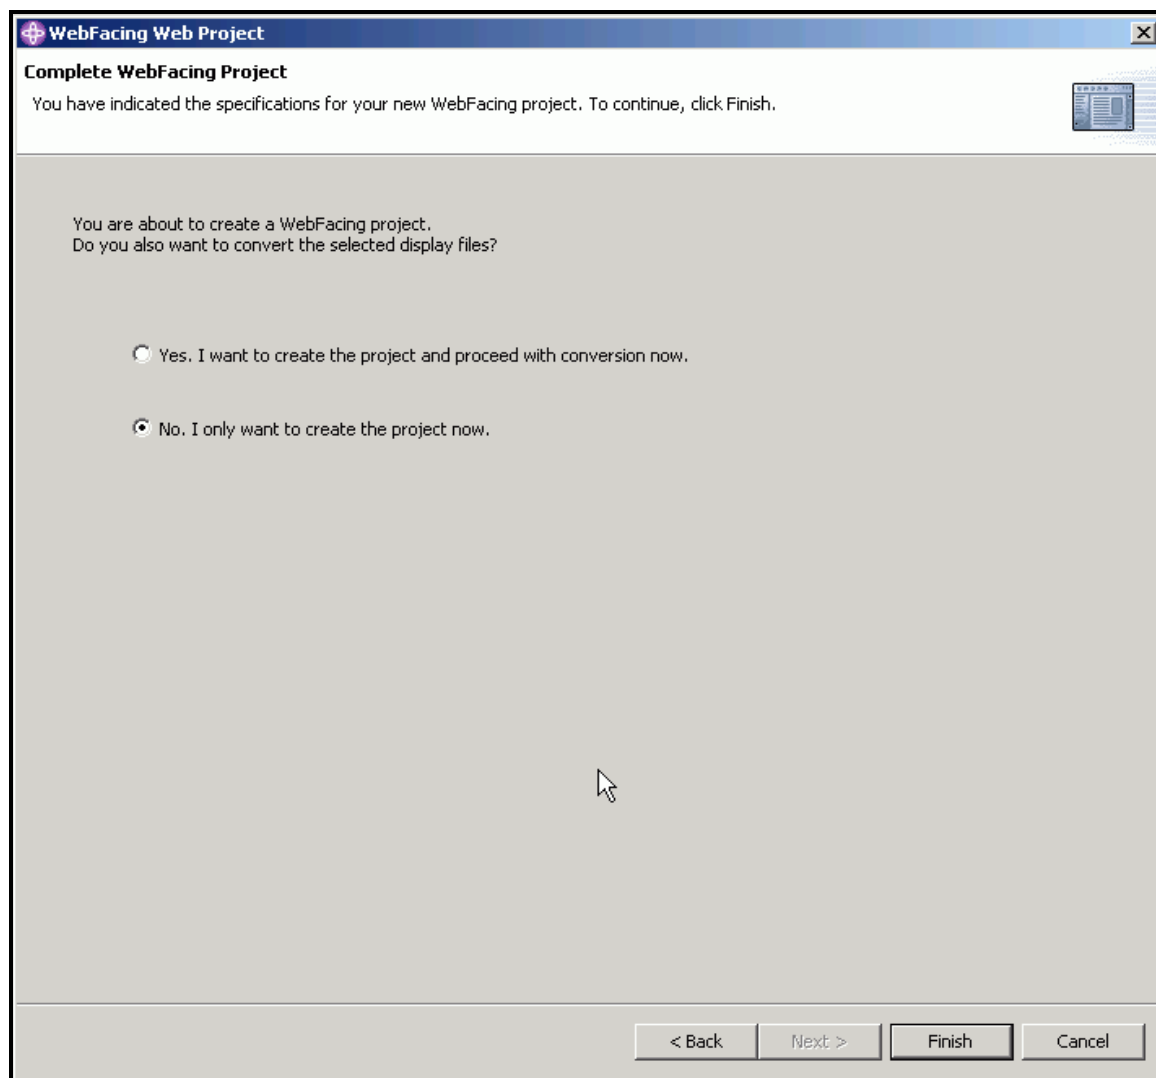 WebFacing Web Project
Complete WebFacing Project
You have indicated the specifications for your new WebFacing project. To continue, click Finish.
You are about to create a WebFacing project.
Do you also want to convert the selected display files?
Yes. I want to create the project and proceed with conversion now.
No. I only want to create the project now.
< Back Next > Finish Cancel